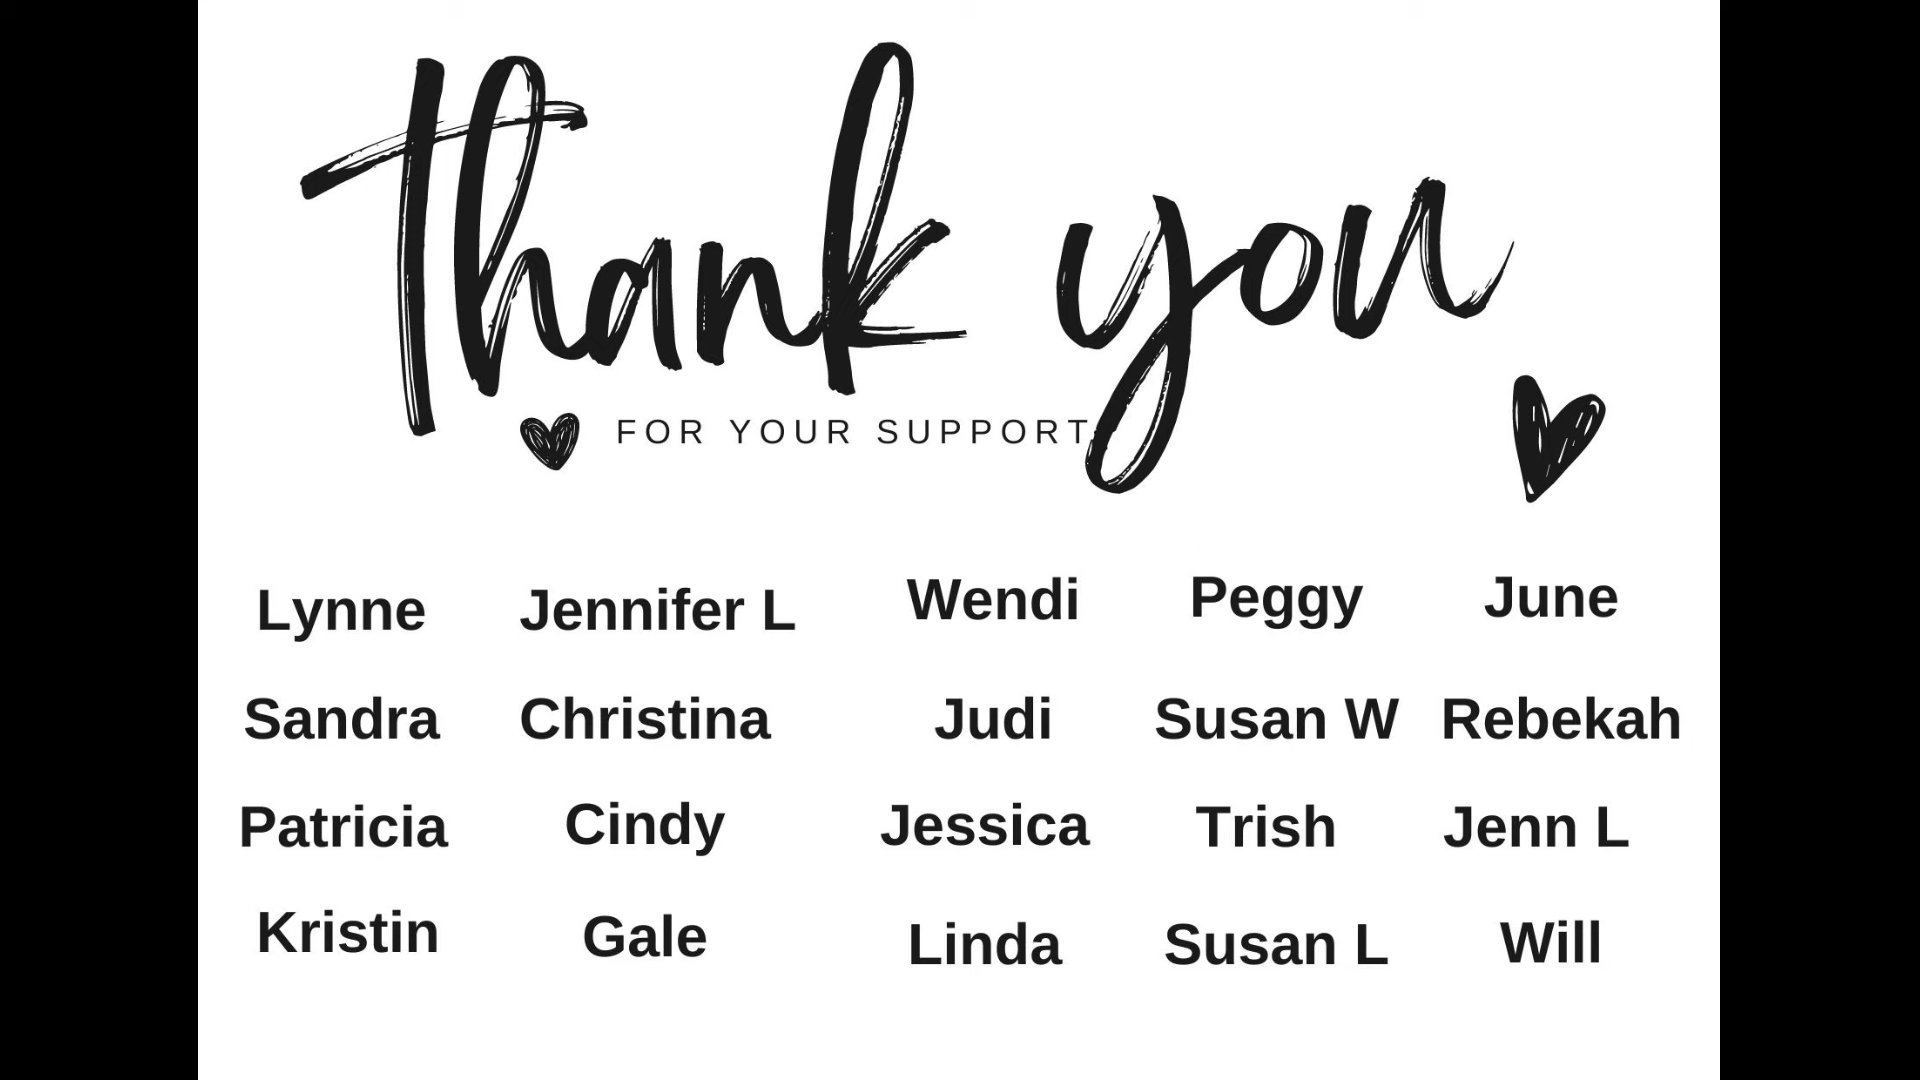 thank you
FOR YOUR SUPPORT
Lynne Jennifer L Wendi Peggy June
Sandra Christina Judi Susan W Rebekah
Patricia Cindy Jessica Trish Jenn L
Kristin Gale Linda Susan L Will